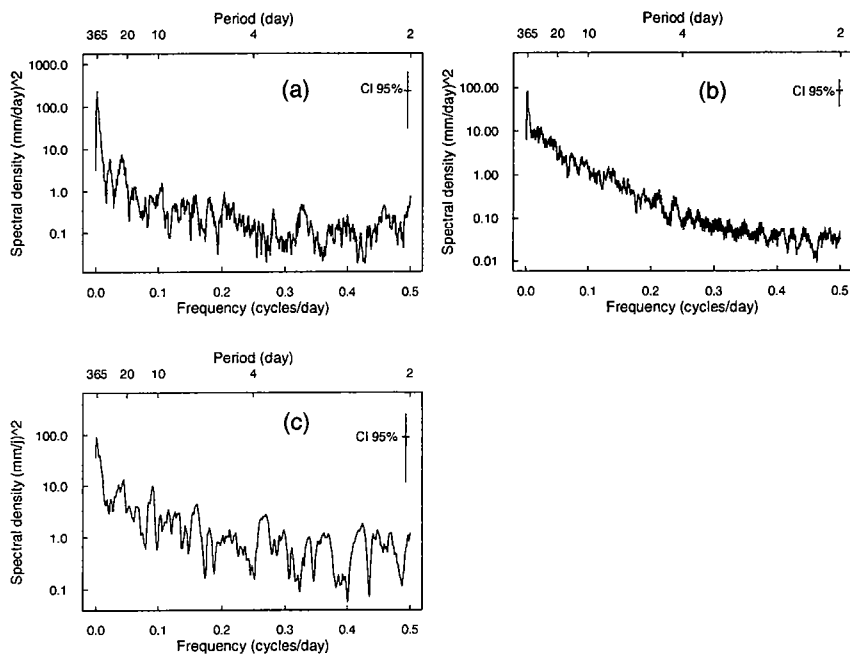 Period (day)
365 20 10 4 2
1000.0
100.0
10.0
1.0
0.1
Spectral density (mm/day)^2
(a)
CI 95%
0.0 0.1 0.2 0.3 0.4 0.5
Frequency (cycles/day)
Period (day)
365 20 10 4 2
100.00
10.00
1.00
0.10
0.01
Spectral density (mm/day)^2
(b)
CI 95%
0.0 0.1 0.2 0.3 0.4 0.5
Frequency (cycles/day)
Period (day)
365 20 10 4 2
100.0
10.0
1.0
0.1
Spectral density (mm/j)^2
(c)
CI 95%
0.0 0.1 0.2 0.3 0.4 0.5
Frequency (cycles/day)